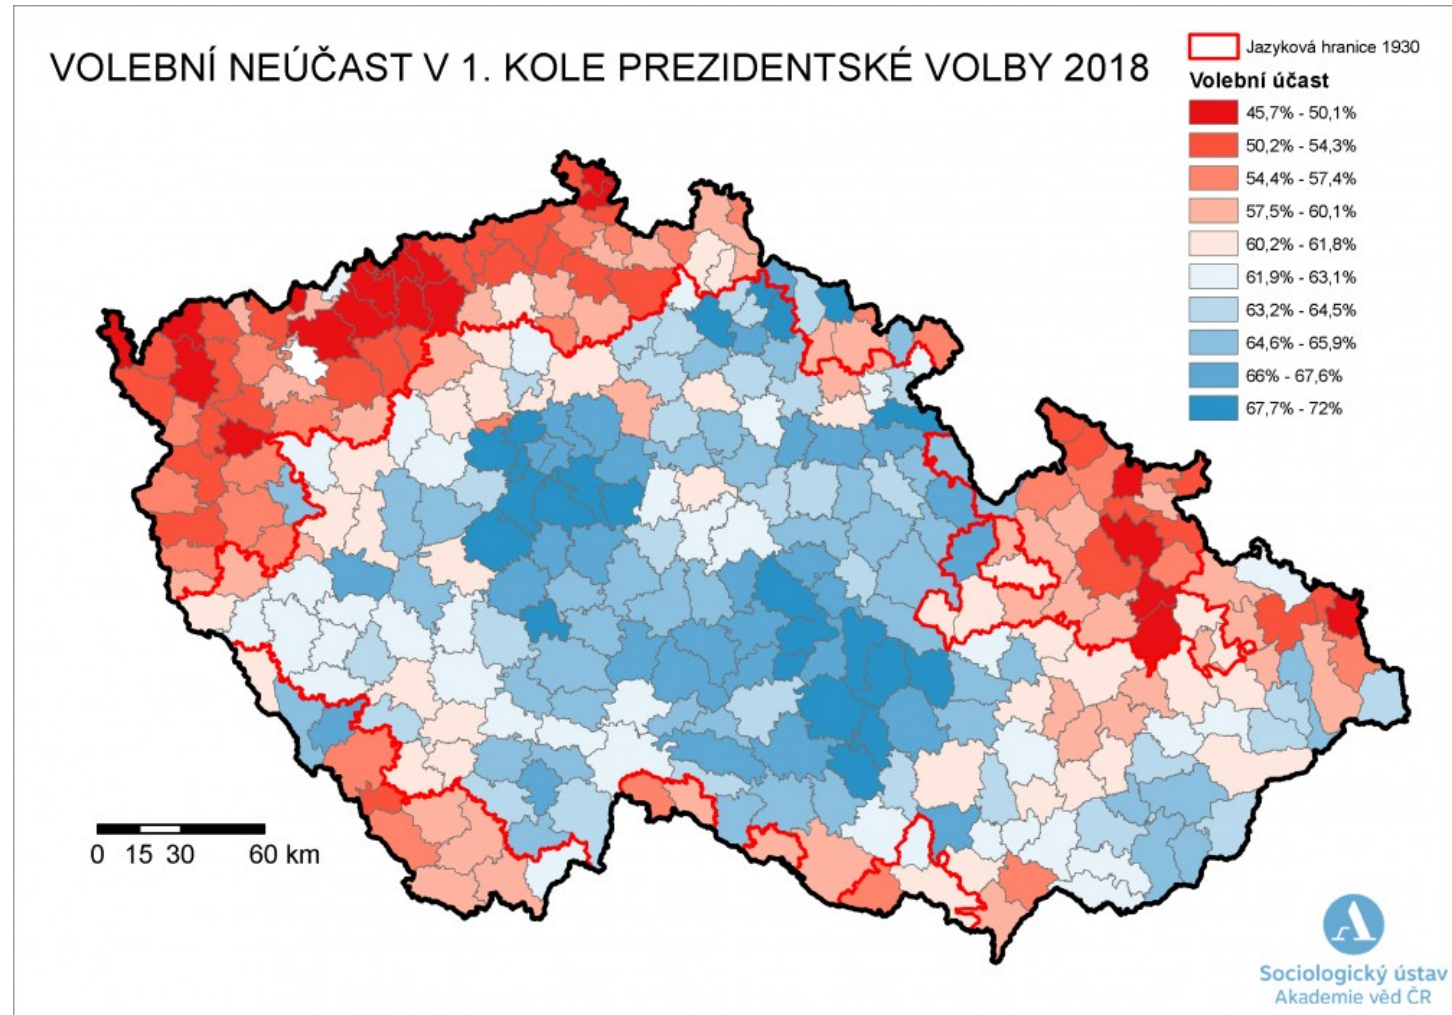 VOLEBNÍ NEÚČAST V 1. KOLE PREZIDENTSKÉ VOLBY 2018
Jazyková hranice 1930
Volební účast
45,7% - 50,1%
50,2% - 54,3%
54,4% - 57,4%
57,5% - 60,1%
60,2% - 61,8%
61,9% - 63,1%
63,2% - 64,5%
64,6% - 65,9%
66% - 67,6%
67,7% - 72%
0 15 30 60 km
Sociologický ústav
Akademie věd ČR